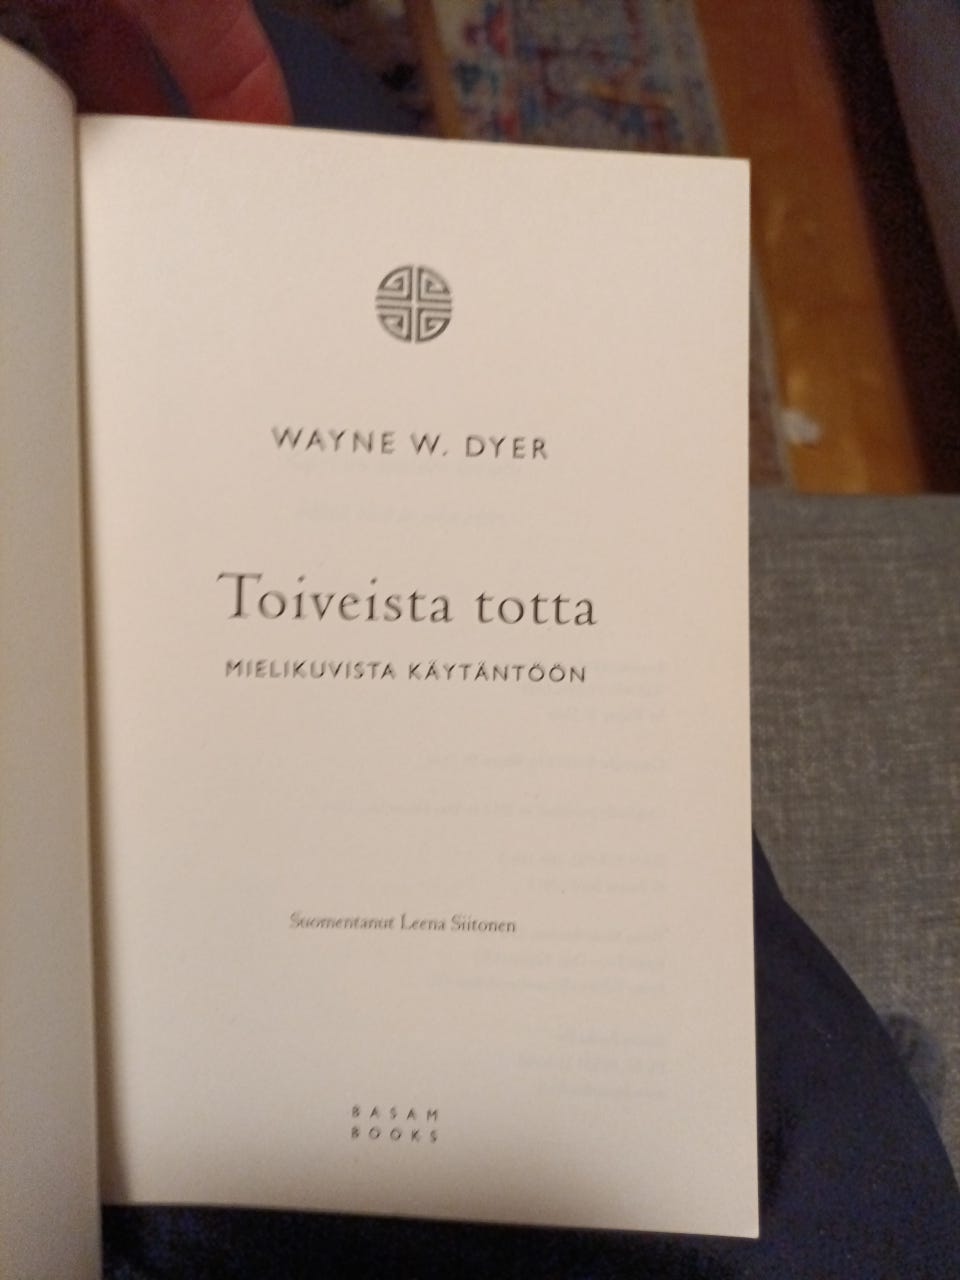 WAYNE W. DYER
Toiveista totta
MIELIKUVISTA KÄYTÄNTÖÖN
Suomentanut Leena Siitonen
BASAM
BOOKS